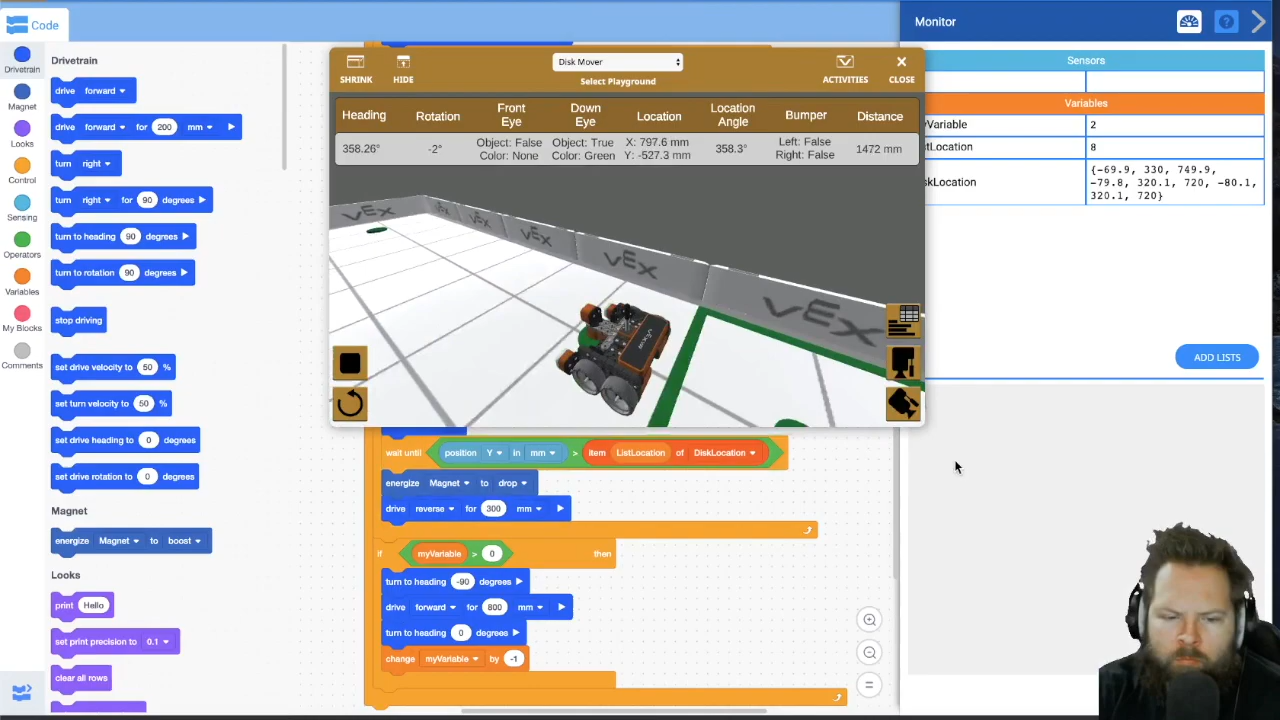 Code
Monitor
Drivetrain
Magnet
Looks
Control
Sensing
Operators
Variables
My Blocks
Comments
Drivetrain
drive forward
drive forward for 200 mm
turn right
turn right for 90 degrees
turn to heading 90 degrees
turn to rotation 90 degrees
stop driving
set drive velocity to 50 %
set turn velocity to 50 %
set drive heading to 0 degrees
set drive rotation to 0 degrees
Magnet
energize Magnet to boost
Looks
print Hello
set print precision to 0.1
clear all rows
SHRINK
HIDE
Disk Mover
Select Playground
ACTIVITIES
CLOSE
Heading Rotation Front Eye Down Eye Location Location Angle Bumper Distance
358.26° -2° Object: False Object: True X: 797.6 mm 358.3° Left: False 1472 mm
Color: None Color: Green Y: -527.3 mm Right: False
vex
vex
vex
vex
vex
vex
wait until position Y in mm > item ListLocation of DiskLocation
energize Magnet to drop
drive reverse for 300 mm
if myVariable > 0 then
turn to heading -90 degrees
drive forward for 800 mm
turn to heading 0 degrees
change myVariable by -1
Sensors
Variables
yVariable 2
tLocation 8
skLocation {-69.9, 330, 749.9,
-79.8, 320.1, 720, -80.1,
320.1, 720}
ADD LISTS